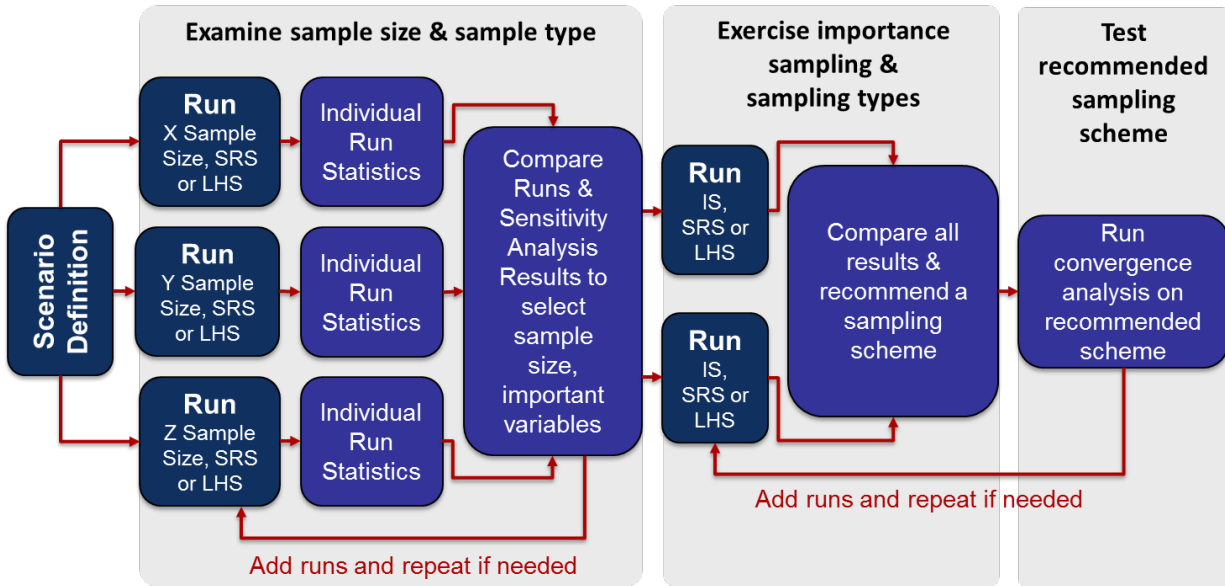 Examine sample size & sample type
Exercise importance
sampling &
sampling types
Test
recommended
sampling
scheme
Scenario
Definition
Run
X Sample
Size, SRS
or LHS
Individual
Run
Statistics
Run
Y Sample
Size, SRS
or LHS
Individual
Run
Statistics
Run
Z Sample
Size, SRS
or LHS
Individual
Run
Statistics
Compare
Runs &
Sensitivity
Analysis
Results to
select
sample
size,
important
variables
Add runs and repeat if needed
Run
IS,
SRS or
LHS
Run
IS,
SRS or
LHS
Compare all
results &
recommend a
sampling
scheme
Run
convergence
analysis on
recommended
scheme
Add runs and repeat if needed